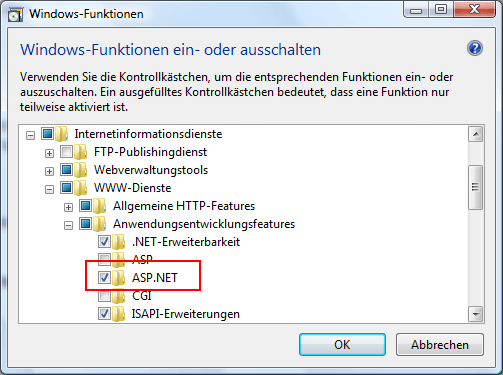 Windows-Funktionen
Windows-Funktionen ein- oder ausschalten
Verwenden Sie die Kontrollkästchen, um die entsprechenden Funktionen ein- oder
auszuschalten. Ein ausgefülltes Kontrollkästchen bedeutet, dass eine Funktion nur
teilweise aktiviert ist.
Internetinformationsdienste
FTP-Publishingdienst
Webverwaltungstools
WWW-Dienste
Allgemeine HTTP-Features
Anwendungsentwicklungsfeatures
.NET-Erweiterbarkeit
ASP
ASP.NET
CGI
ISAPI-Erweiterungen
OK
Abbrechen